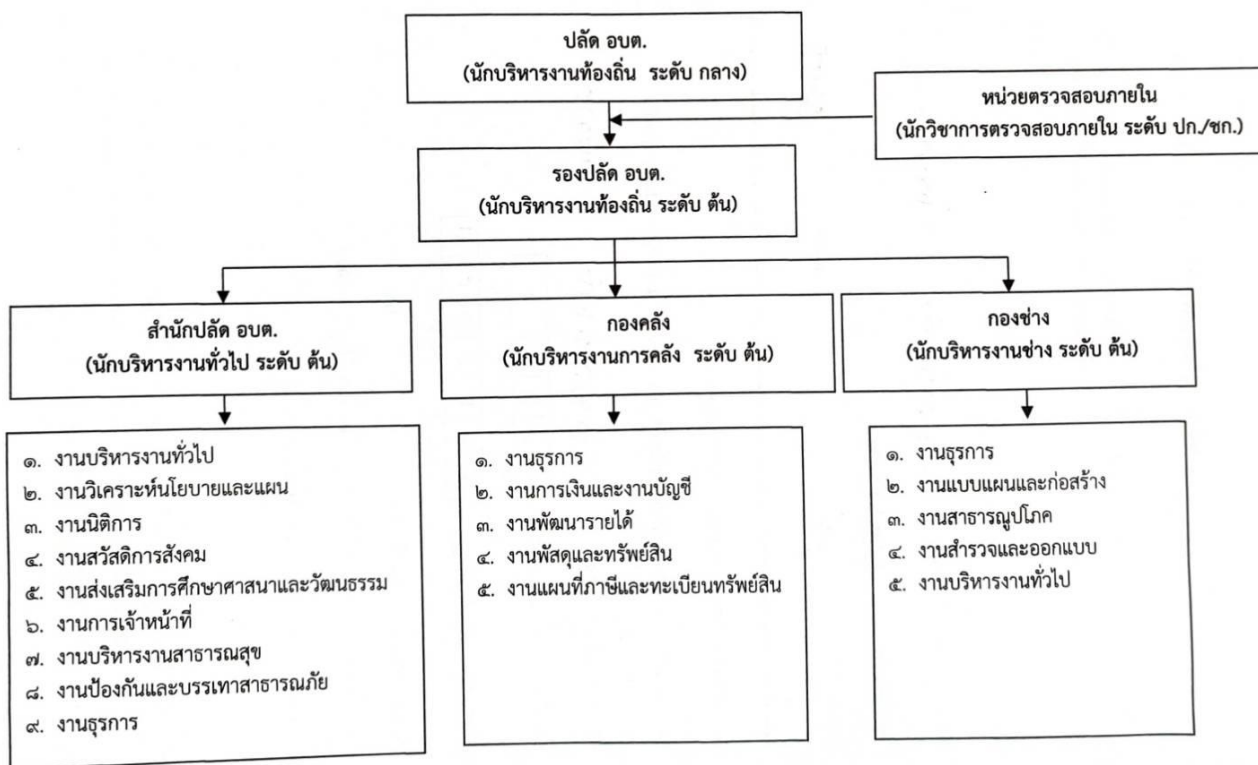 ปลัด อบต.
(นักบริหารงานท้องถิ่น ระดับ กลาง)
หน่วยตรวจสอบภายใน
(นักวิชาการตรวจสอบภายใน ระดับ ปก./ชก.)
รองปลัด อบต.
(นักบริหารงานท้องถิ่น ระดับ ต้น)
สำนักปลัด อบต.
(นักบริหารงานทั่วไป ระดับ ต้น)
กองคลัง
(นักบริหารงานการคลัง ระดับ ต้น)
กองช่าง
(นักบริหารงานช่าง ระดับ ต้น)
๑. งานบริหารงานทั่วไป
๒. งานวิเคราะห์นโยบายและแผน
๓. งานนิติการ
๔. งานสวัสดิการสังคม
๕. งานส่งเสริมการศึกษาศาสนาและวัฒนธรรม
๖. งานการเจ้าหน้าที่
๗. งานบริหารงานสาธารณสุข
๘. งานป้องกันและบรรเทาสาธารณภัย
๙. งานธุรการ
๑. งานธุรการ
๒. งานการเงินและงานบัญชี
๓. งานพัฒนารายได้
๔. งานพัสดุและทรัพย์สิน
๕. งานแผนที่ภาษีและทะเบียนทรัพย์สิน
๑. งานธุรการ
๒. งานแบบแผนและก่อสร้าง
๓. งานสาธารณูปโภค
๔. งานสำรวจและออกแบบ
๕. งานบริหารงานทั่วไป